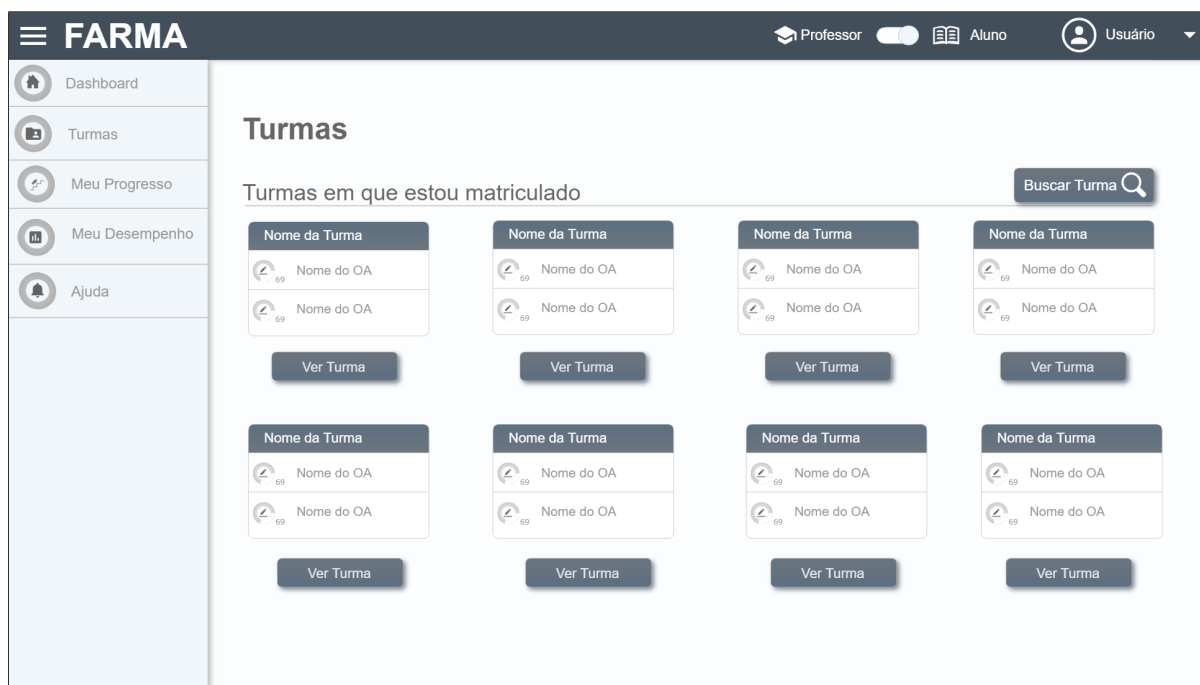 FARMA
Professor Aluno Usuário
Dashboard
Turmas
Meu Progresso
Meu Desempenho
Ajuda
Turmas
Turmas em que estou matriculado
Buscar Turma
Nome da Turma
69 Nome do OA
69 Nome do OA
Ver Turma
Nome da Turma
69 Nome do OA
69 Nome do OA
Ver Turma
Nome da Turma
69 Nome do OA
69 Nome do OA
Ver Turma
Nome da Turma
69 Nome do OA
69 Nome do OA
Ver Turma
Nome da Turma
69 Nome do OA
69 Nome do OA
Ver Turma
Nome da Turma
69 Nome do OA
69 Nome do OA
Ver Turma
Nome da Turma
69 Nome do OA
69 Nome do OA
Ver Turma
Nome da Turma
69 Nome do OA
69 Nome do OA
Ver Turma